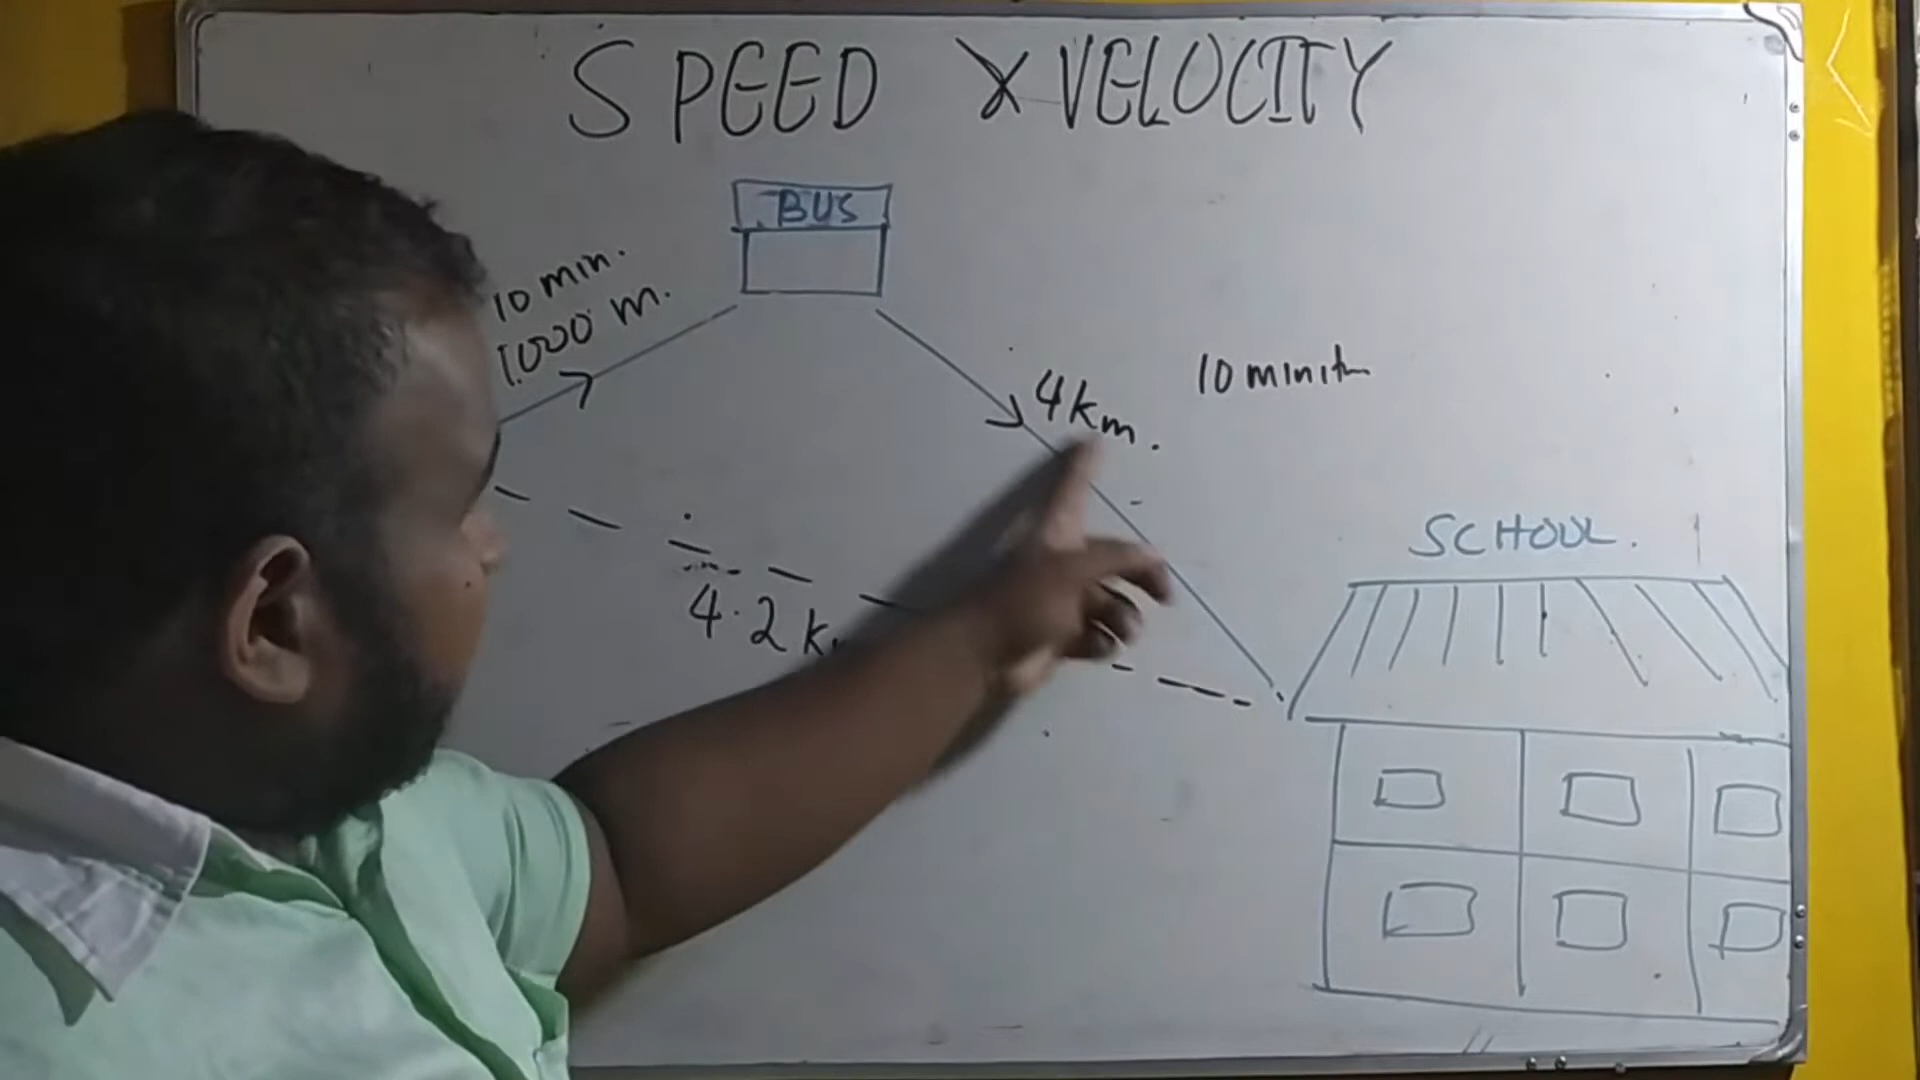 SPEED X VELOCITY
BUS
10 min.
1000 m.
4km.
10 minit
4.2 k
SCHOOL.